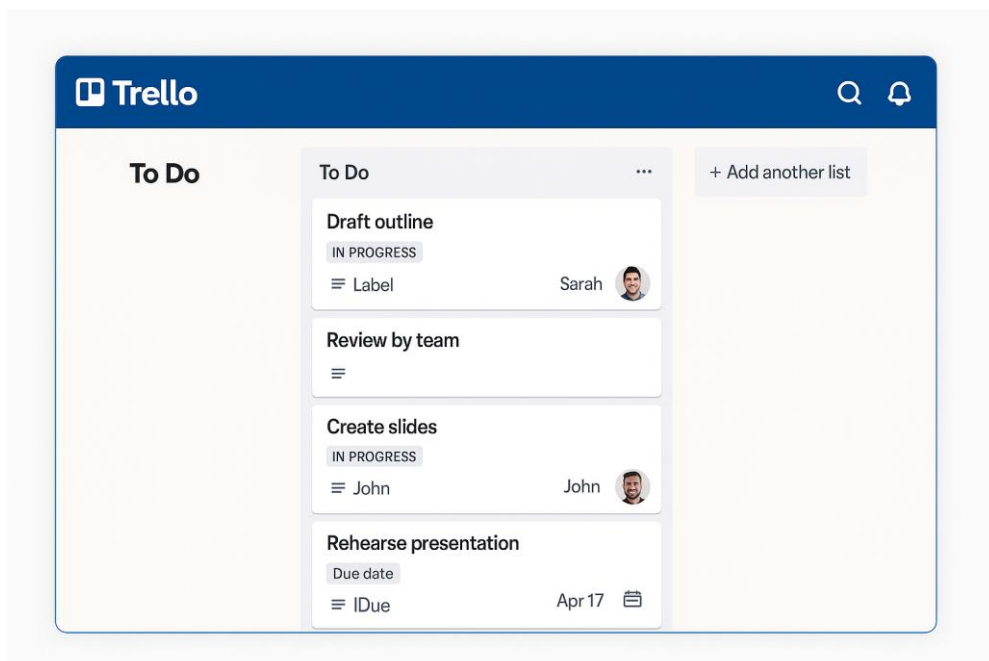 Trello
To Do
To Do
+ Add another list
Draft outline
IN PROGRESS
Label Sarah
Review by team
Create slides
IN PROGRESS
John John
Rehearse presentation
Due date
lDue Apr 17